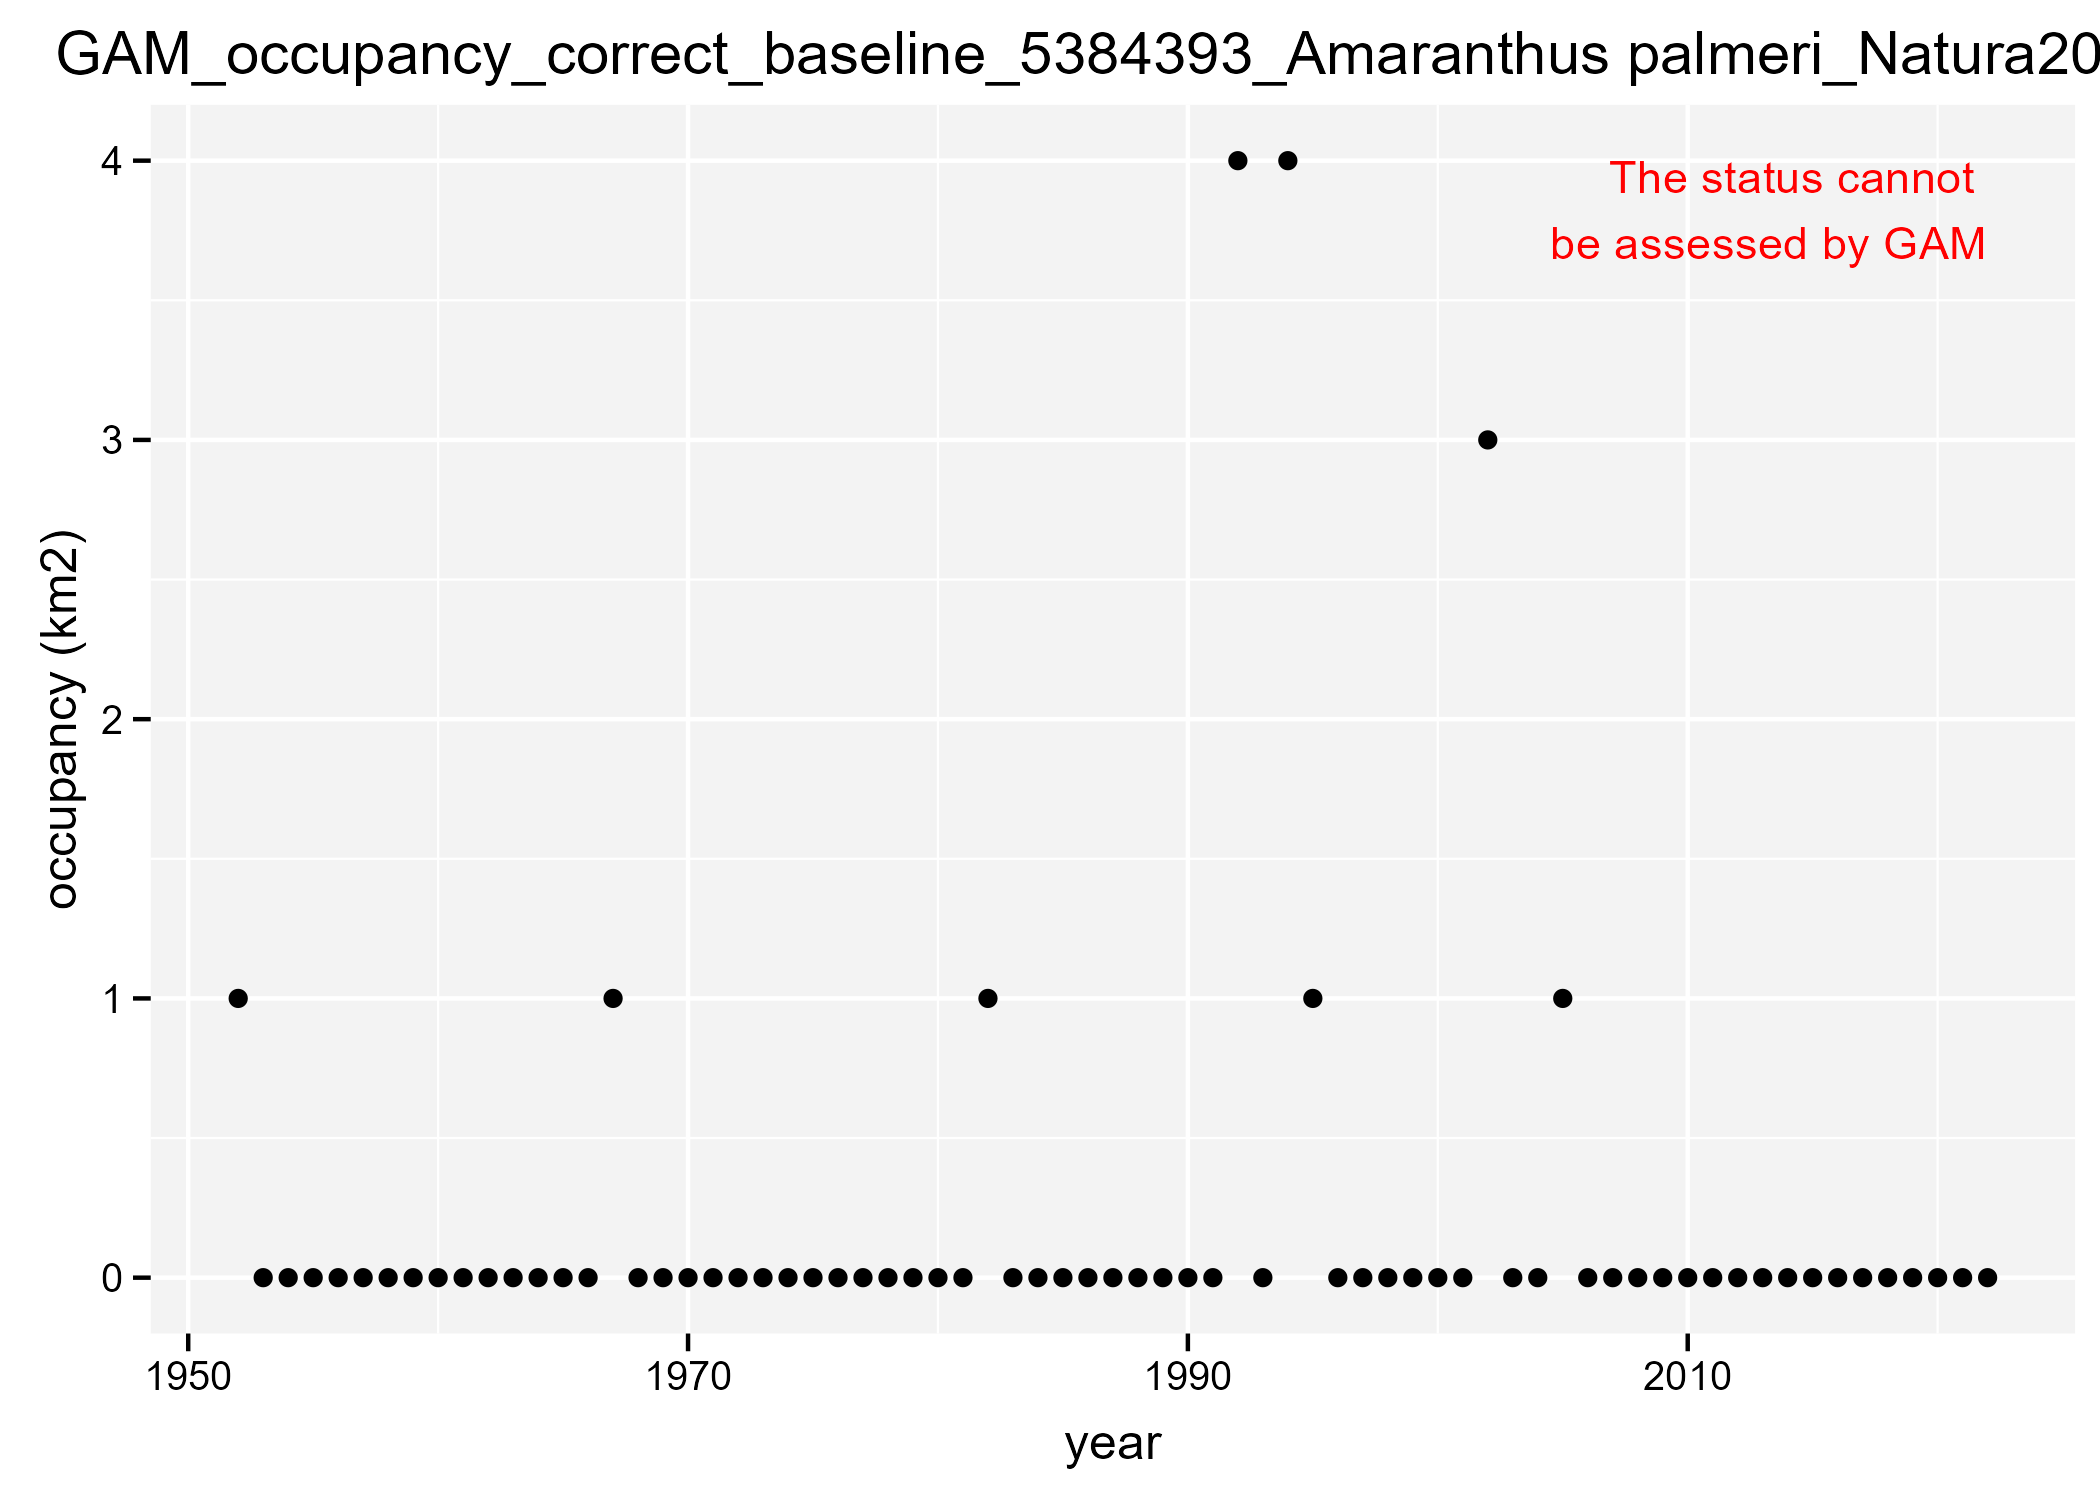 GAM_occupancy_correct_baseline_5384393_Amaranthus palmeri_Natura20
The status cannot
be assessed by GAM
4
3
2
1
0
occupancy (km2)
1950 1970 1990 2010
year